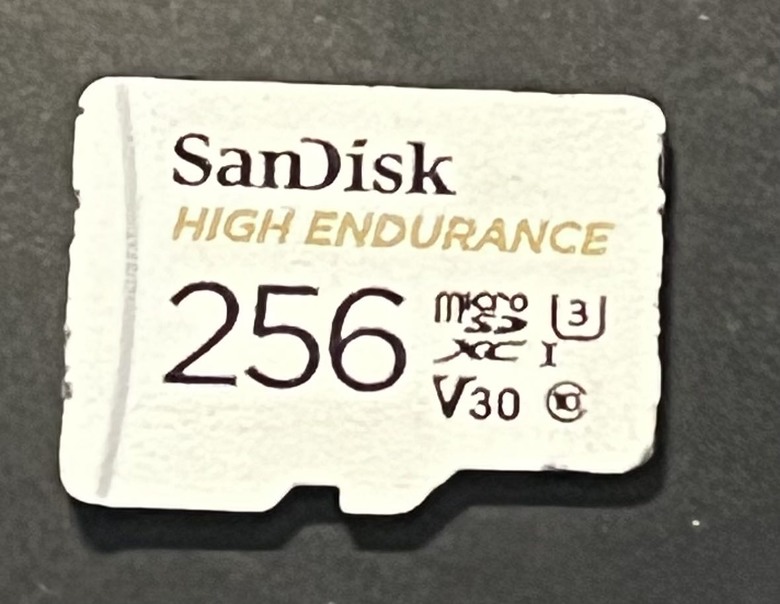 SanDisk
HIGH ENDURANCE
256
micro SD XC I U3
V30 10